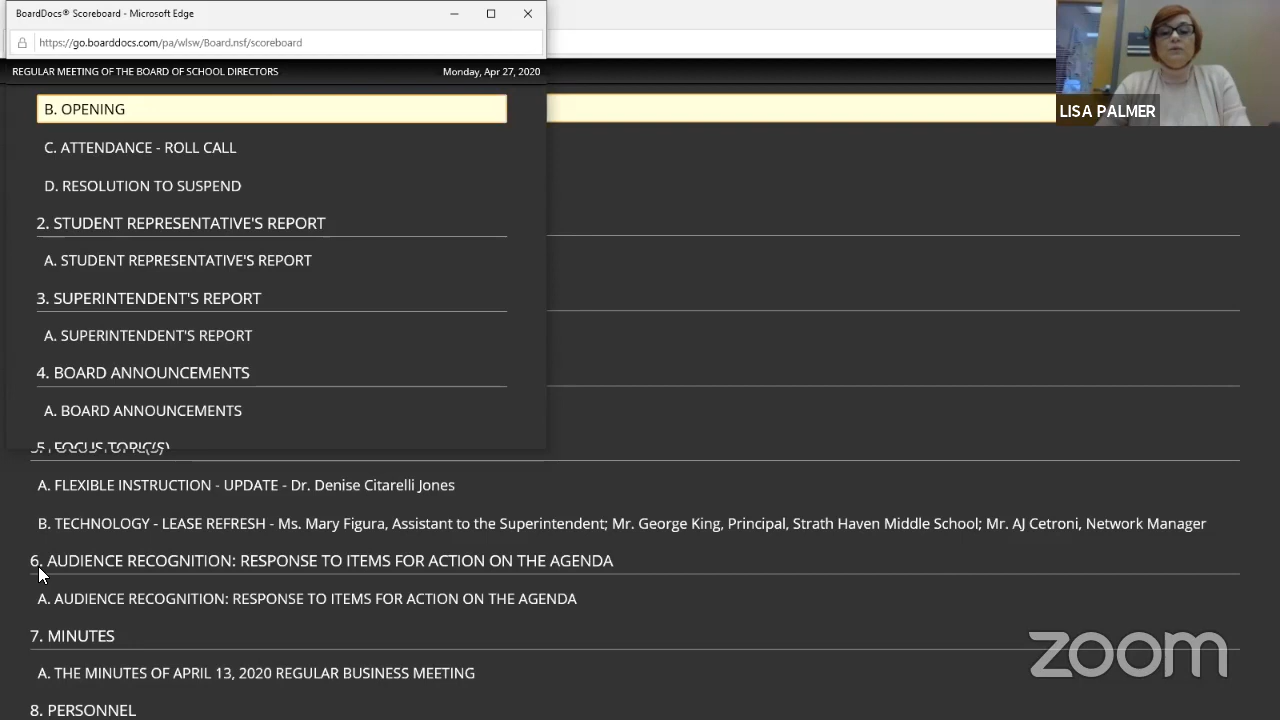 BoardDocs® Scoreboard - Microsoft Edge
https://go.boarddocs.com/pa/wlsw/Board.nsf/scoreboard
REGULAR MEETING OF THE BOARD OF SCHOOL DIRECTORS Monday, Apr 27, 2020
B. OPENING
LISA PALMER
C. ATTENDANCE - ROLL CALL
D. RESOLUTION TO SUSPEND
2. STUDENT REPRESENTATIVE'S REPORT
A. STUDENT REPRESENTATIVE'S REPORT
3. SUPERINTENDENT'S REPORT
A. SUPERINTENDENT'S REPORT
4. BOARD ANNOUNCEMENTS
A. BOARD ANNOUNCEMENTS
5. FOCUS TOPIC(S)
A. FLEXIBLE INSTRUCTION - UPDATE - Dr. Denise Citarelli Jones
B. TECHNOLOGY - LEASE REFRESH - Ms. Mary Figura, Assistant to the Superintendent; Mr. George King, Principal, Strath Haven Middle School; Mr. AJ Cetroni, Network Manager
6. AUDIENCE RECOGNITION: RESPONSE TO ITEMS FOR ACTION ON THE AGENDA
A. AUDIENCE RECOGNITION: RESPONSE TO ITEMS FOR ACTION ON THE AGENDA
7. MINUTES
A. THE MINUTES OF APRIL 13, 2020 REGULAR BUSINESS MEETING
8. PERSONNEL
zoom